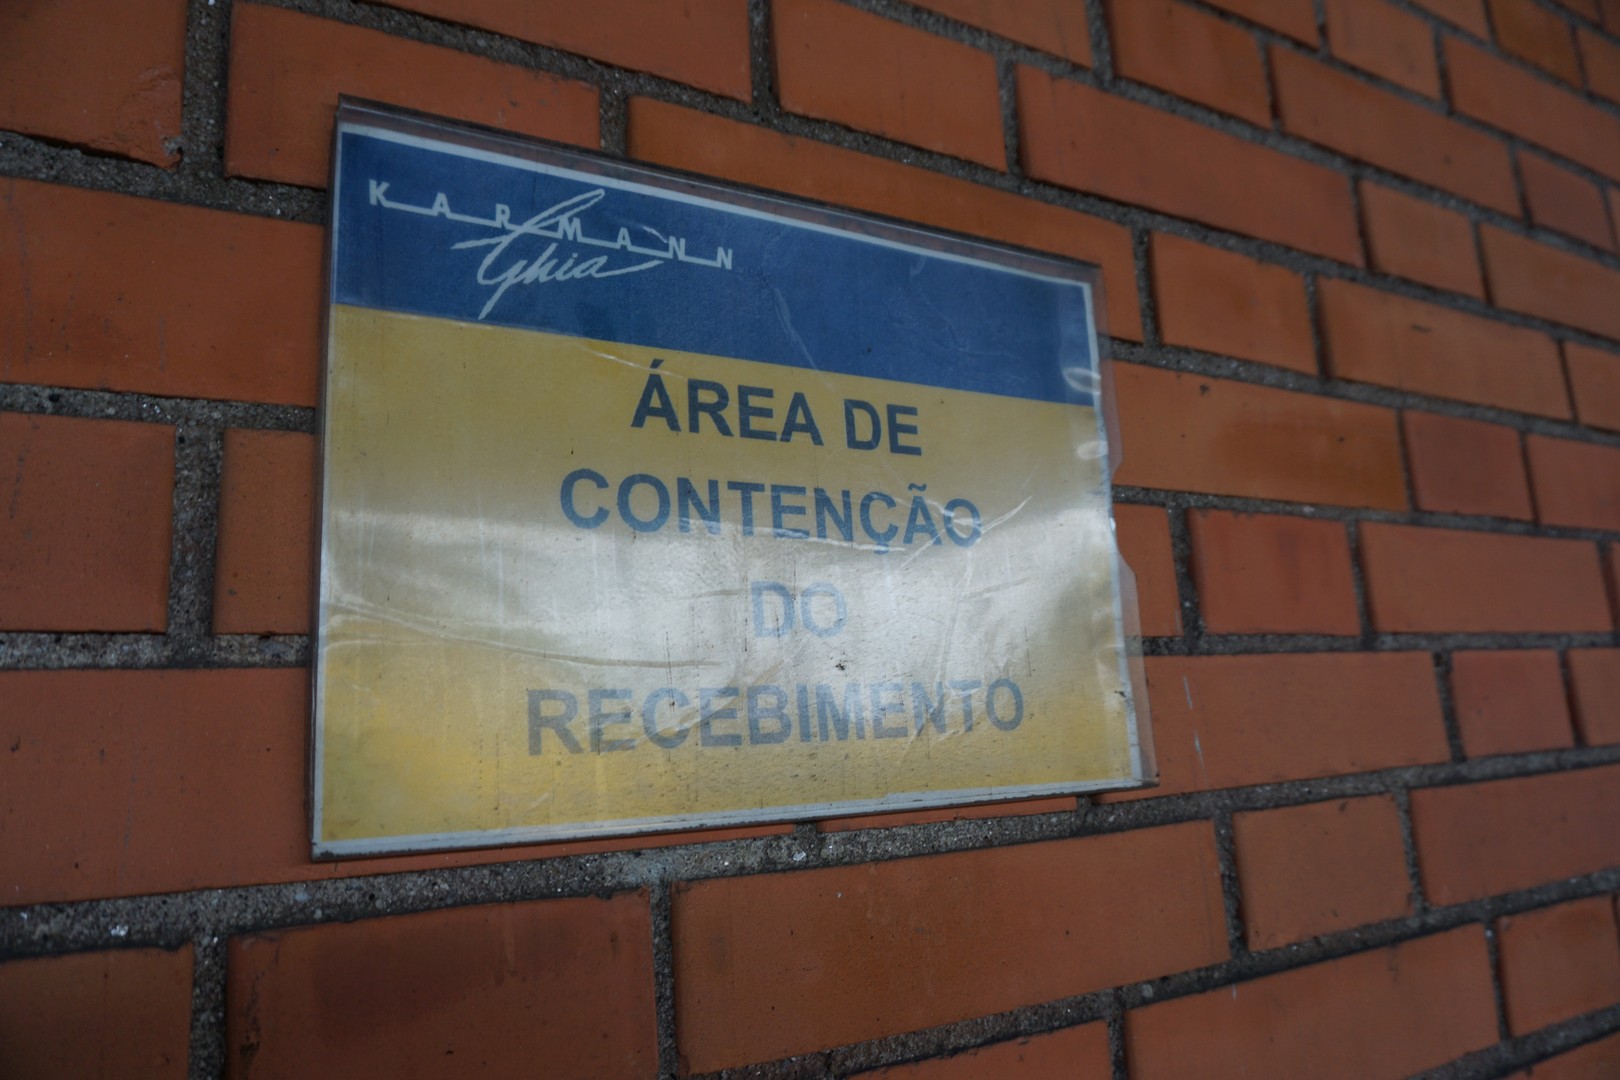 KARMANN
Ghia
ÁREA DE
CONTENÇÃO
DO
RECEBIMENTO